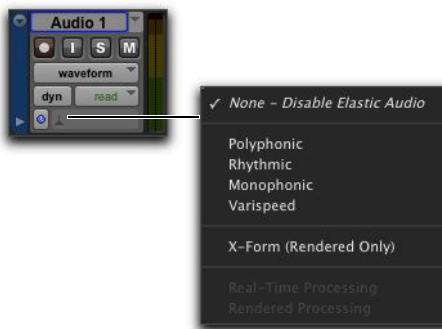 Audio 1
I S M
waveform
dyn read
✓ None – Disable Elastic Audio
Polyphonic
Rhythmic
Monophonic
Varispeed
X-Form (Rendered Only)
Real-Time Processing
Rendered Processing